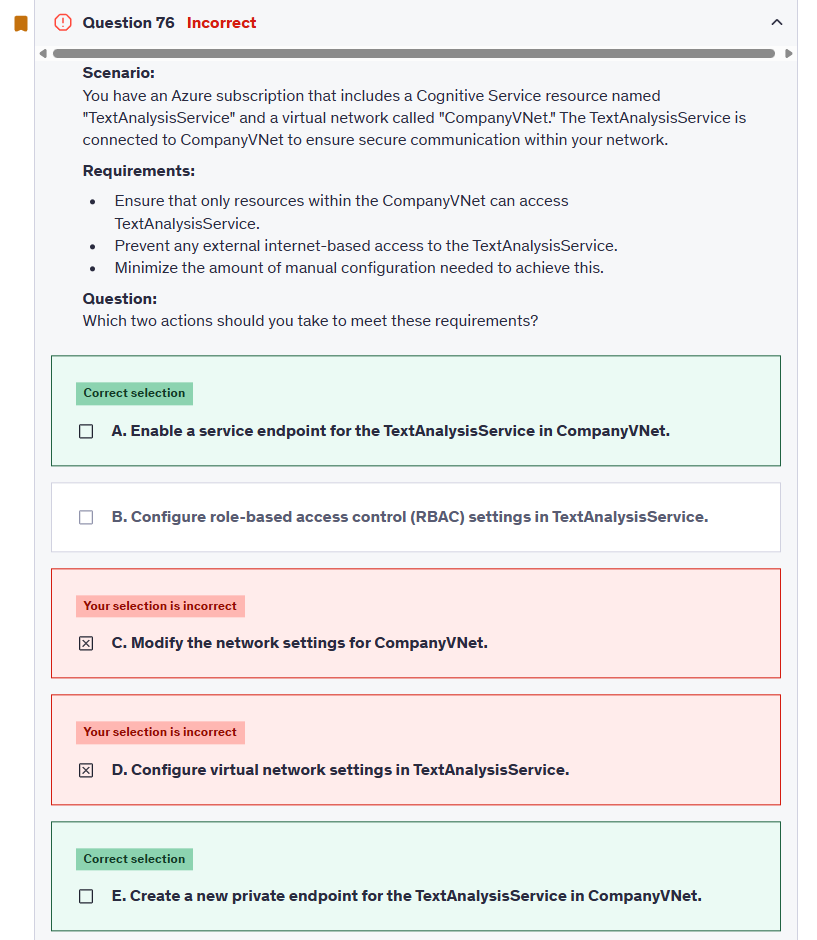 Question 76 Incorrect
Scenario:
You have an Azure subscription that includes a Cognitive Service resource named
"TextAnalysisService" and a virtual network called "CompanyVNet." The TextAnalysisService is
connected to CompanyVNet to ensure secure communication within your network.
Requirements:
• Ensure that only resources within the CompanyVNet can access
TextAnalysisService.
• Prevent any external internet-based access to the TextAnalysisService.
• Minimize the amount of manual configuration needed to achieve this.
Question:
Which two actions should you take to meet these requirements?
Correct selection
A. Enable a service endpoint for the TextAnalysisService in CompanyVNet.
B. Configure role-based access control (RBAC) settings in TextAnalysisService.
Your selection is incorrect
C. Modify the network settings for CompanyVNet.
Your selection is incorrect
D. Configure virtual network settings in TextAnalysisService.
Correct selection
E. Create a new private endpoint for the TextAnalysisService in CompanyVNet.